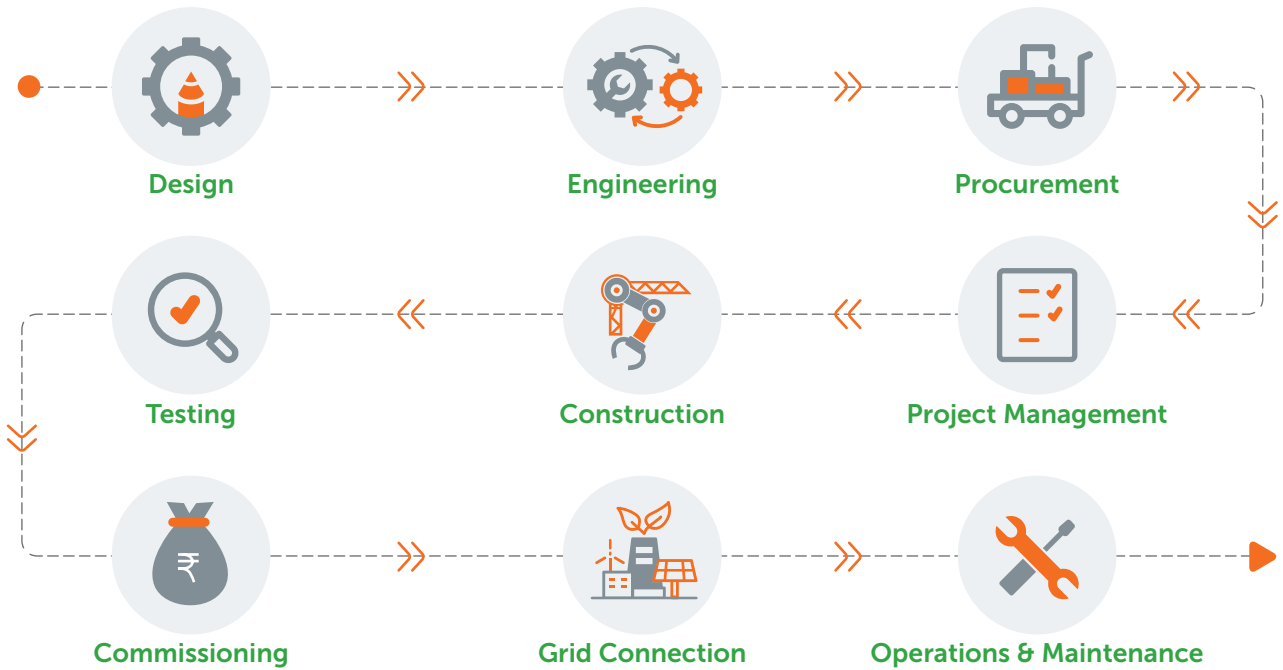 Design
Engineering
Procurement
Project Management
Construction
Testing
₹
Commissioning
Grid Connection
Operations & Maintenance